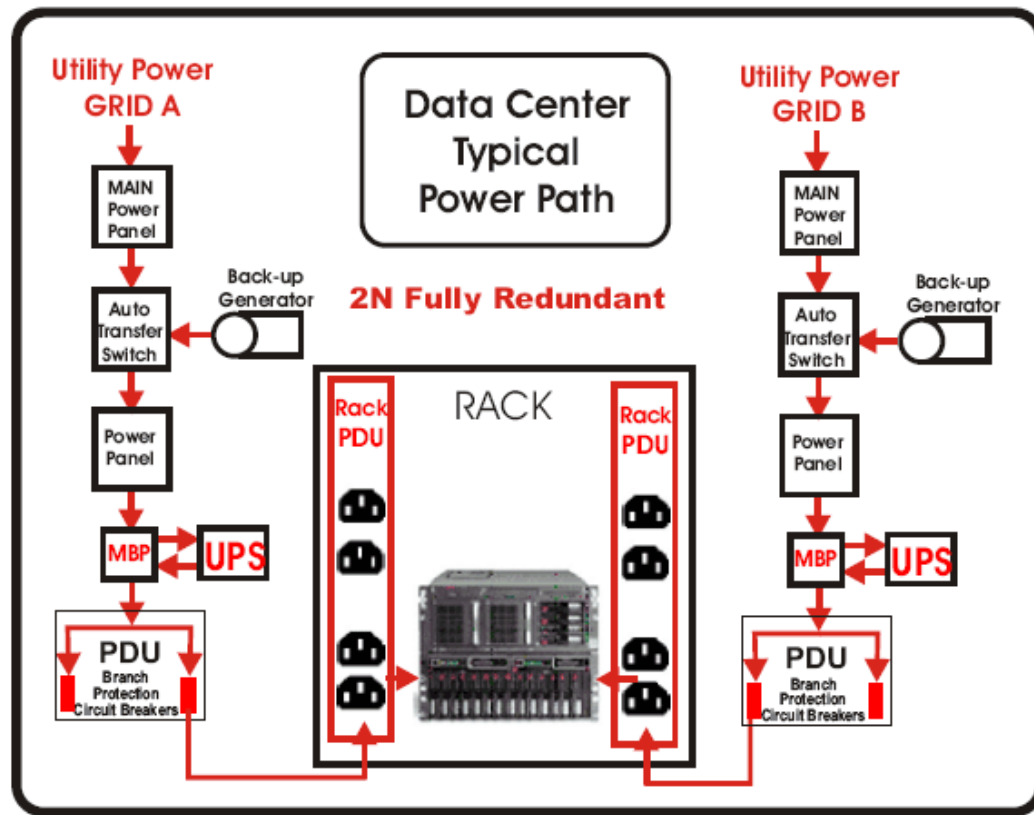 Utility Power
GRID A
MAIN
Power
Panel
Auto
Transfer
Switch
Back-up
Generator
Power
Panel
MBP
UPS
PDU
Branch
Protection
Circuit Breakers
Data Center
Typical
Power Path
2N Fully Redundant
Rack
PDU
RACK
Rack
PDU
Utility Power
GRID B
MAIN
Power
Panel
Auto
Transfer
Switch
Back-up
Generator
Power
Panel
MBP
UPS
PDU
Branch
Protection
Circuit Breakers